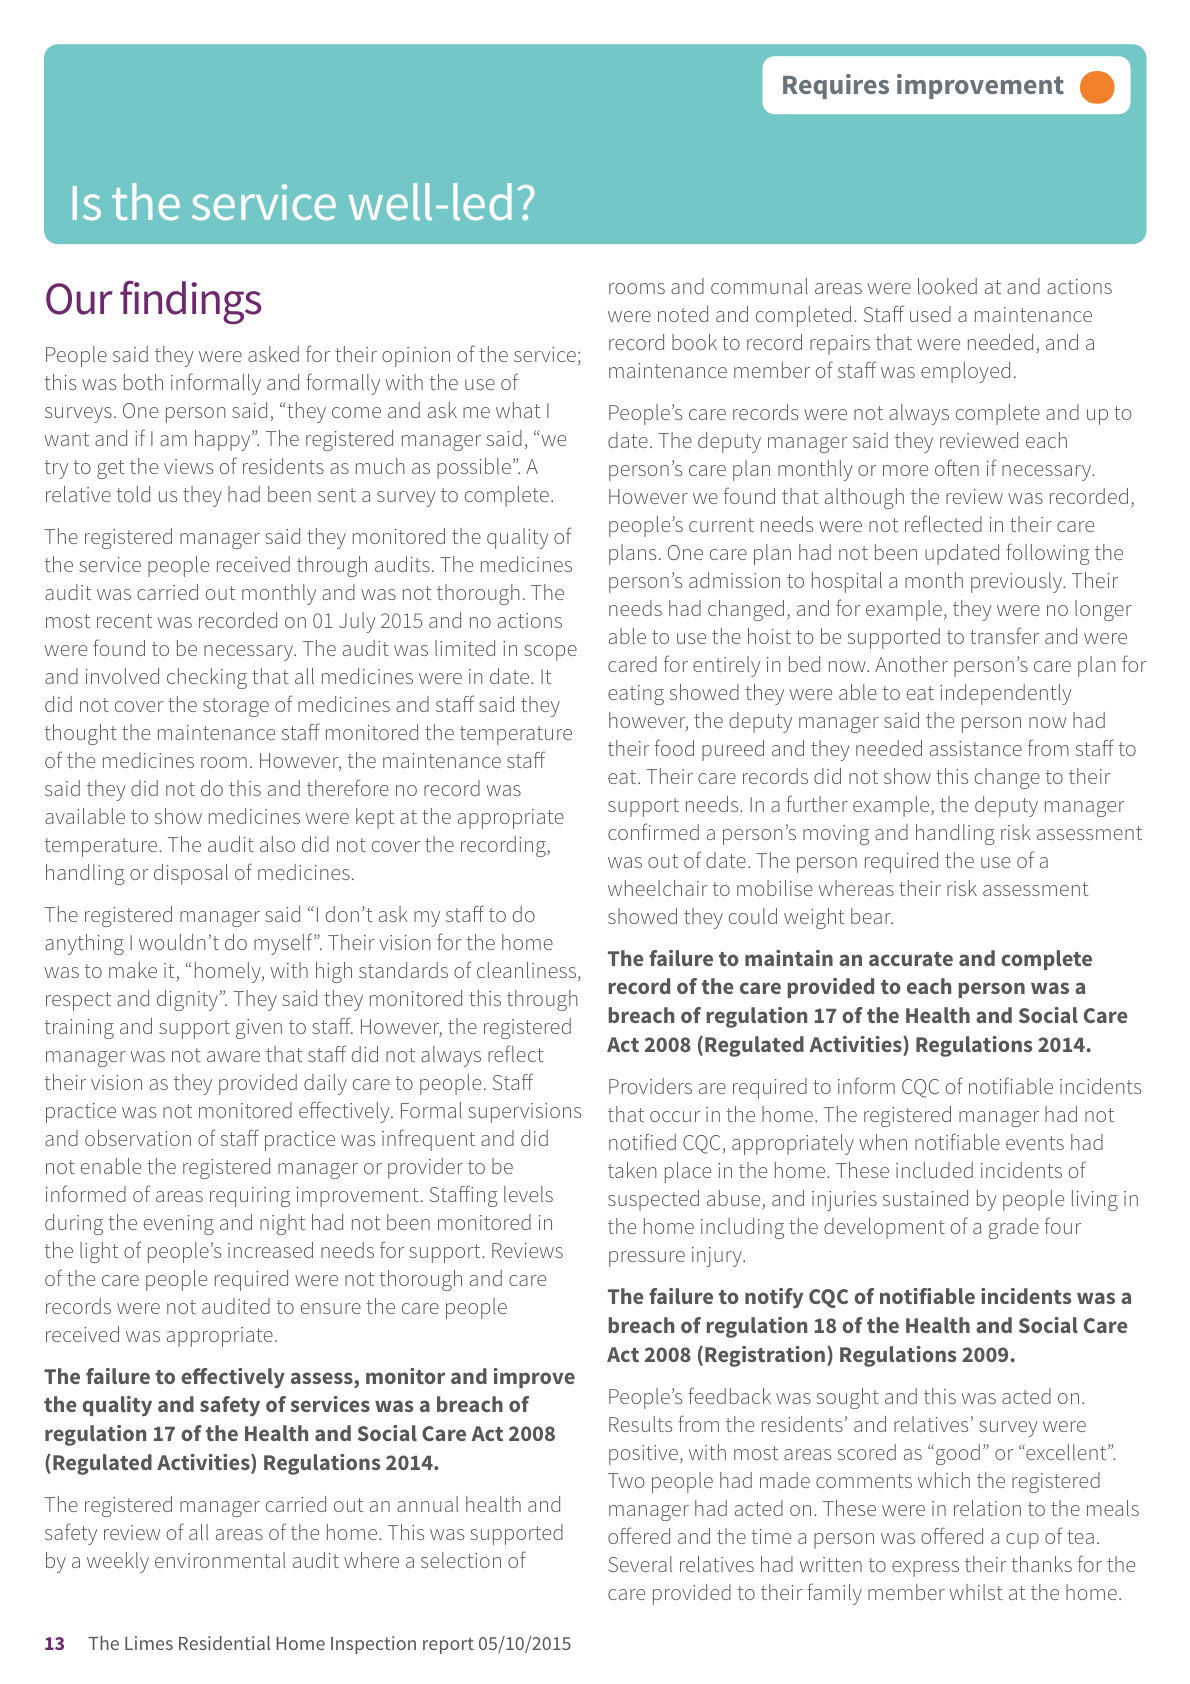 Requires improvement
Is the service well-led?
Our findings
People said they were asked for their opinion of the service;
this was both informally and formally with the use of
surveys. One person said, “they come and ask me what I
want and if I am happy”. The registered manager said, “we
try to get the views of residents as much as possible”. A
relative told us they had been sent a survey to complete.
The registered manager said they monitored the quality of
the service people received through audits. The medicines
audit was carried out monthly and was not thorough. The
most recent was recorded on 01 July 2015 and no actions
were found to be necessary. The audit was limited in scope
and involved checking that all medicines were in date. It
did not cover the storage of medicines and staff said they
thought the maintenance staff monitored the temperature
of the medicines room. However, the maintenance staff
said they did not do this and therefore no record was
available to show medicines were kept at the appropriate
temperature. The audit also did not cover the recording,
handling or disposal of medicines.
The registered manager said “I don’t ask my staff to do
anything I wouldn’t do myself”. Their vision for the home
was to make it, “homely, with high standards of cleanliness,
respect and dignity”. They said they monitored this through
training and support given to staff. However, the registered
manager was not aware that staff did not always reflect
their vision as they provided daily care to people. Staff
practice was not monitored effectively. Formal supervisions
and observation of staff practice was infrequent and did
not enable the registered manager or provider to be
informed of areas requiring improvement. Staffing levels
during the evening and night had not been monitored in
the light of people’s increased needs for support. Reviews
of the care people required were not thorough and care
records were not audited to ensure the care people
received was appropriate.
The failure to effectively assess, monitor and improve
the quality and safety of services was a breach of
regulation 17 of the Health and Social Care Act 2008
(Regulated Activities) Regulations 2014.
The registered manager carried out an annual health and
safety review of all areas of the home. This was supported
by a weekly environmental audit where a selection of
rooms and communal areas were looked at and actions
were noted and completed. Staff used a maintenance
record book to record repairs that were needed, and a
maintenance member of staff was employed.
People’s care records were not always complete and up to
date. The deputy manager said they reviewed each
person’s care plan monthly or more often if necessary.
However we found that although the review was recorded,
people’s current needs were not reflected in their care
plans. One care plan had not been updated following the
person’s admission to hospital a month previously. Their
needs had changed, and for example, they were no longer
able to use the hoist to be supported to transfer and were
cared for entirely in bed now. Another person’s care plan for
eating showed they were able to eat independently
however, the deputy manager said the person now had
their food pureed and they needed assistance from staff to
eat. Their care records did not show this change to their
support needs. In a further example, the deputy manager
confirmed a person’s moving and handling risk assessment
was out of date. The person required the use of a
wheelchair to mobilise whereas their risk assessment
showed they could weight bear.
The failure to maintain an accurate and complete
record of the care provided to each person was a
breach of regulation 17 of the Health and Social Care
Act 2008 (Regulated Activities) Regulations 2014.
Providers are required to inform CQC of notifiable incidents
that occur in the home. The registered manager had not
notified CQC, appropriately when notifiable events had
taken place in the home. These included incidents of
suspected abuse, and injuries sustained by people living in
the home including the development of a grade four
pressure injury.
The failure to notify CQC of notifiable incidents was a
breach of regulation 18 of the Health and Social Care
Act 2008 (Registration) Regulations 2009.
People’s feedback was sought and this was acted on.
Results from the residents’ and relatives’ survey were
positive, with most areas scored as “good” or “excellent”.
Two people had made comments which the registered
manager had acted on. These were in relation to the meals
offered and the time a person was offered a cup of tea.
Several relatives had written to express their thanks for the
care provided to their family member whilst at the home.
13 The Limes Residential Home Inspection report 05/10/2015